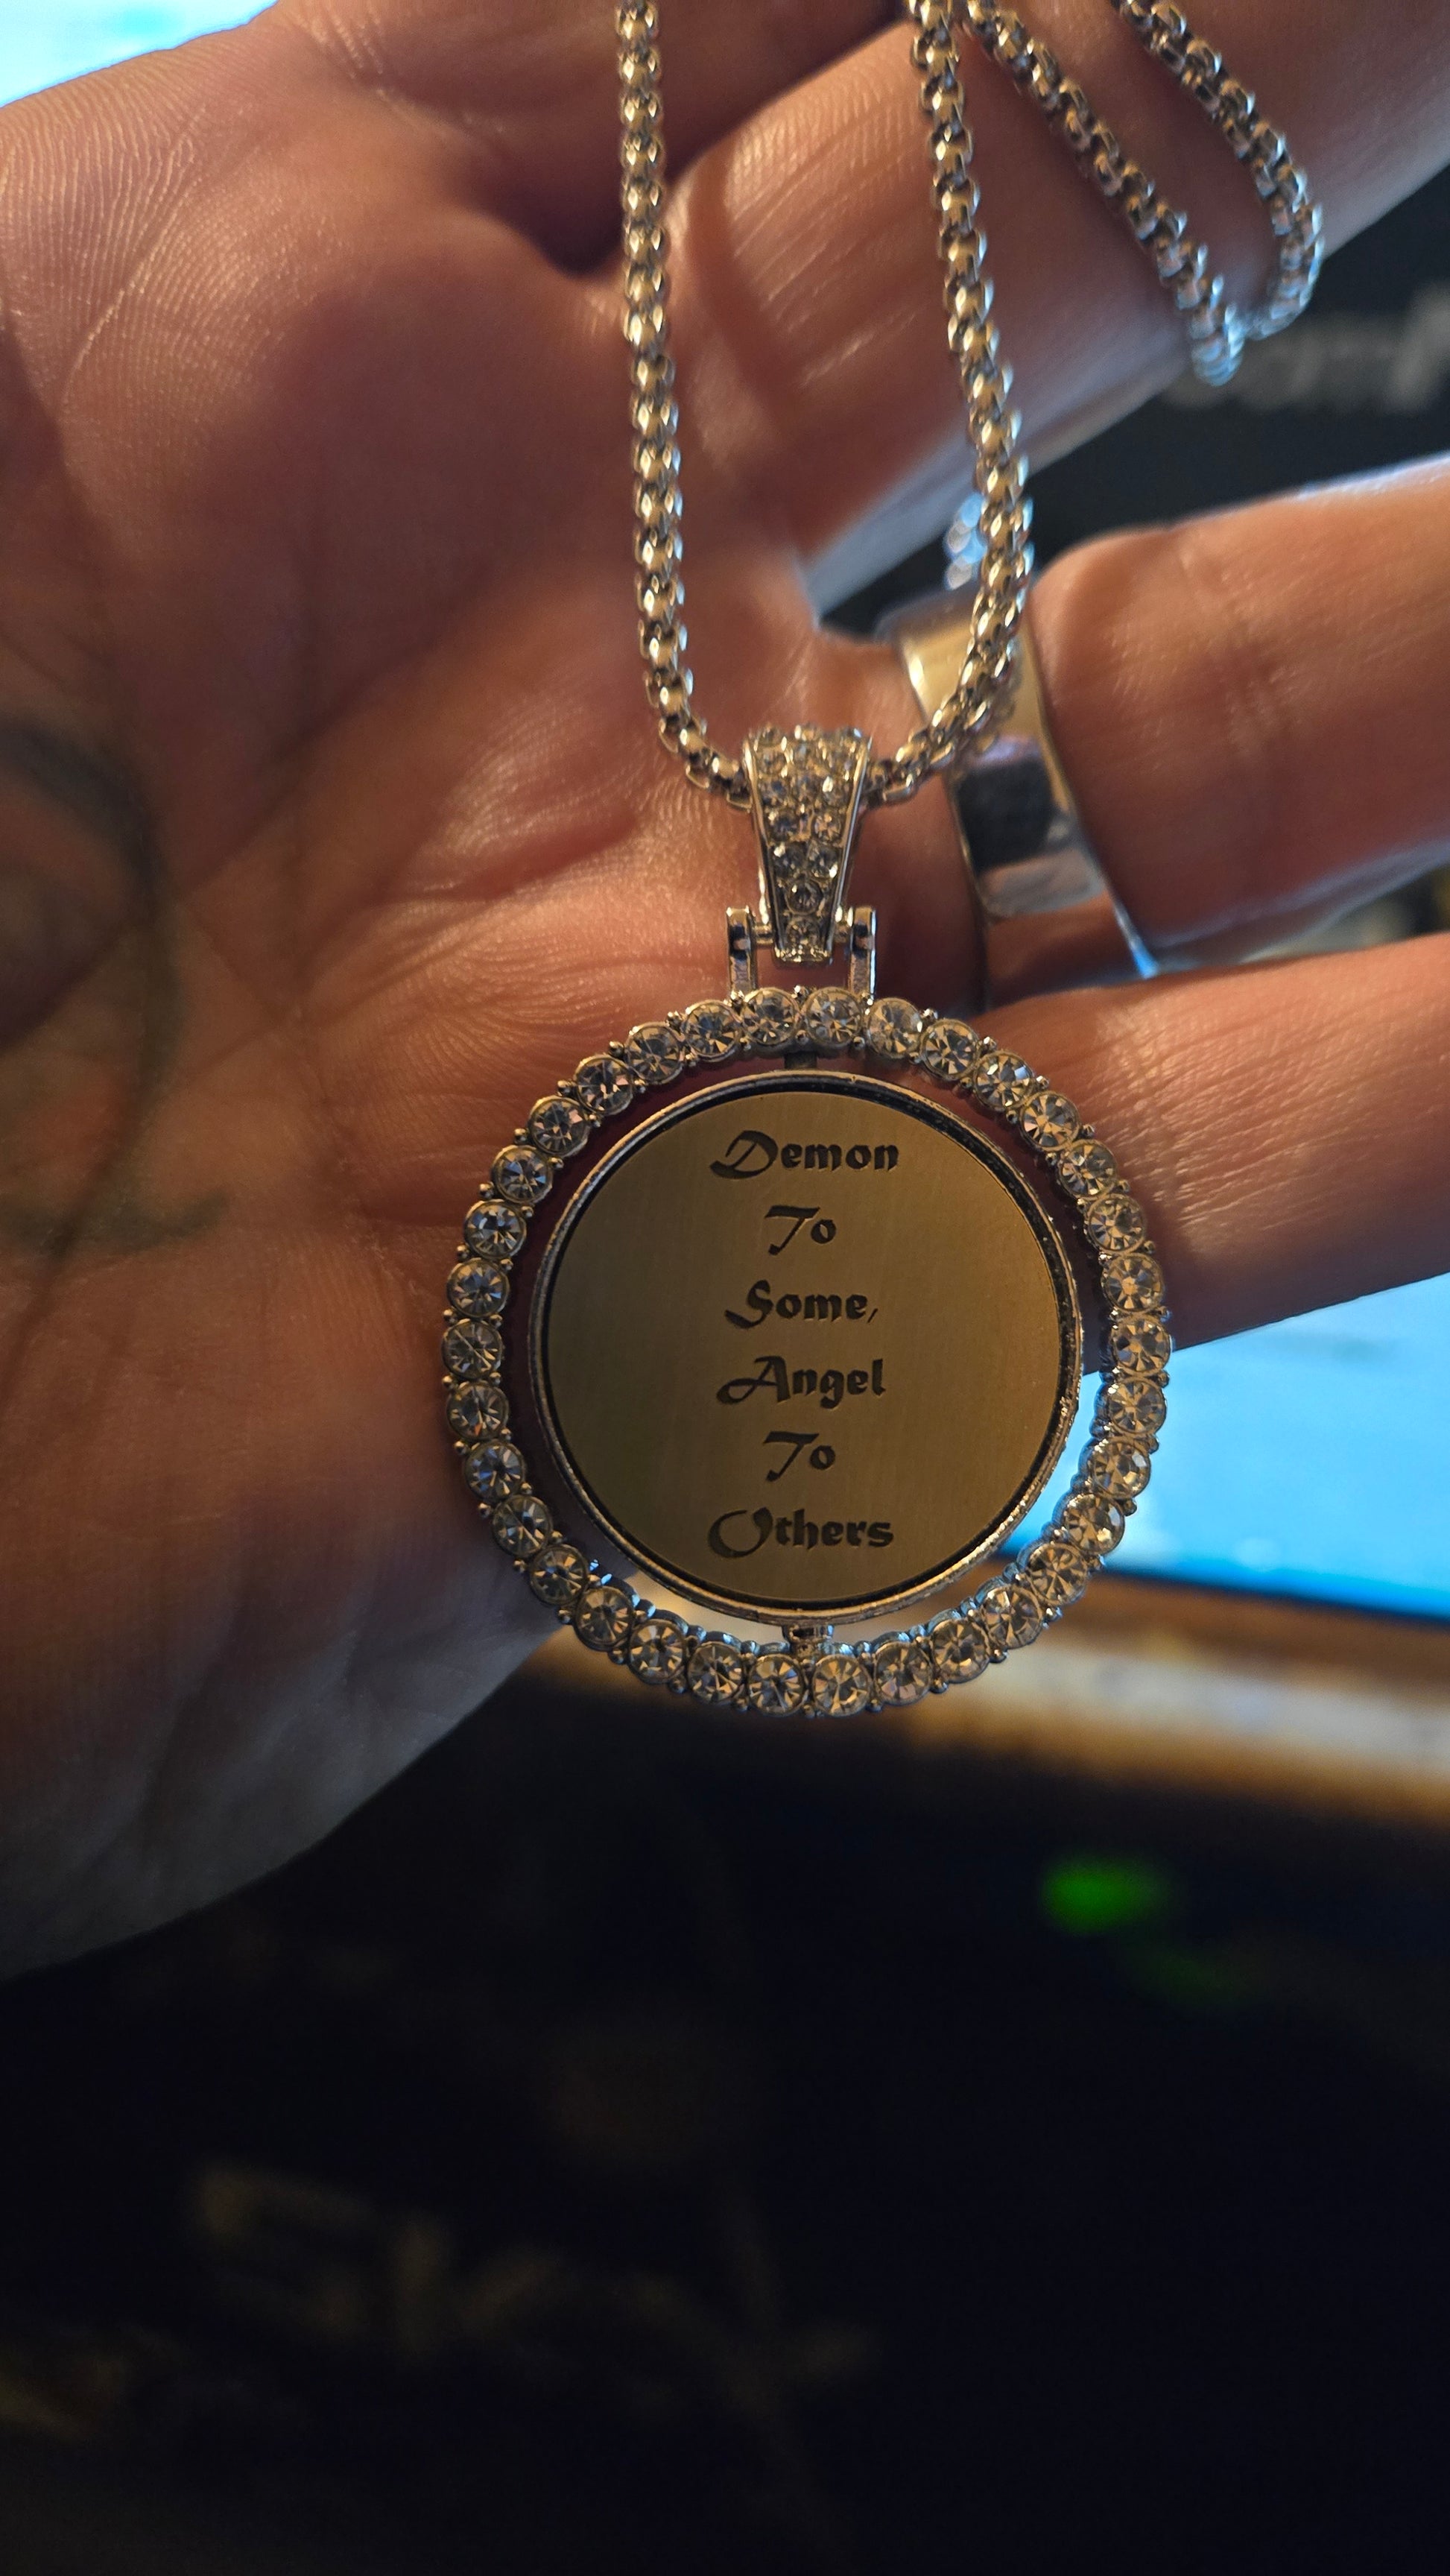 Demon
To
Some,
Angel
To
Others